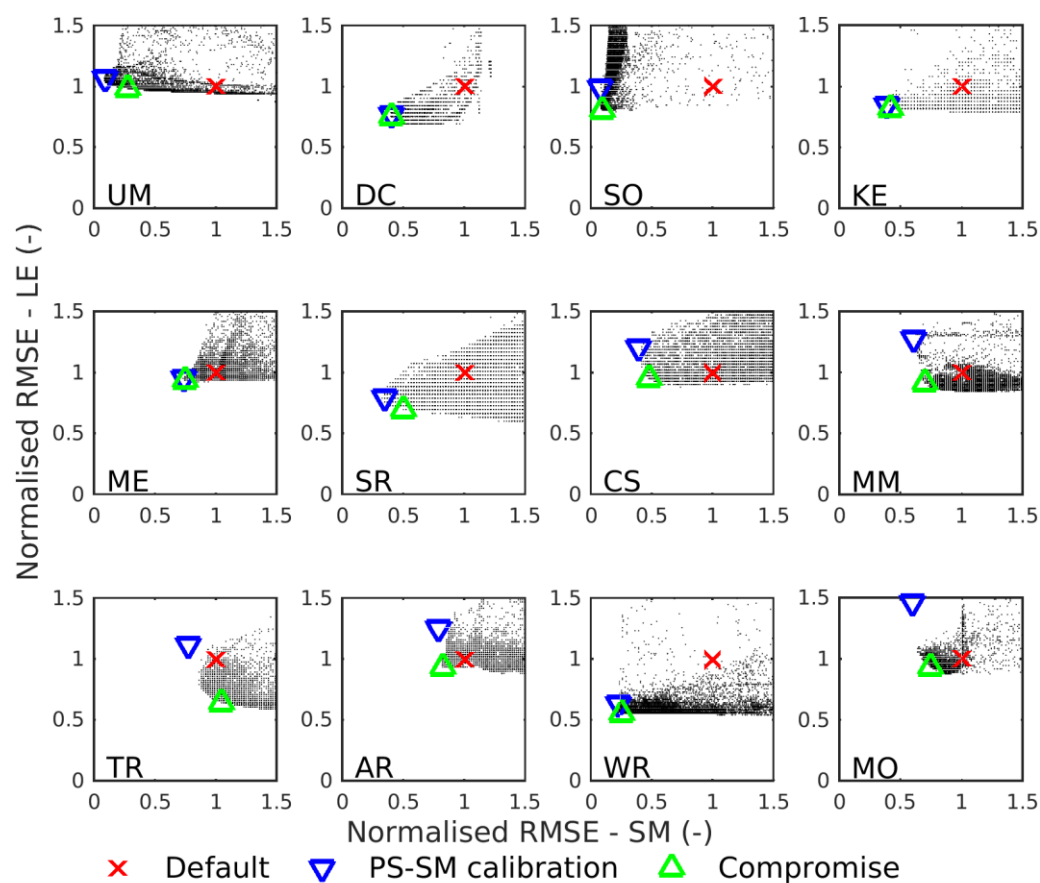 Normalised RMSE - LE (-)
1.5
1
0.5
0
UM
0 0.5 1 1.5
1.5
1
0.5
0
DC
0 0.5 1 1.5
1.5
1
0.5
0
SO
0 0.5 1 1.5
1.5
1
0.5
0
KE
0 0.5 1 1.5
1.5
1
0.5
0
ME
0 0.5 1 1.5
1.5
1
0.5
0
SR
0 0.5 1 1.5
1.5
1
0.5
0
CS
0 0.5 1 1.5
1.5
1
0.5
0
MM
0 0.5 1 1.5
1.5
1
0.5
0
TR
0 0.5 1 1.5
1.5
1
0.5
0
AR
0 0.5 1 1.5
1.5
1
0.5
0
WR
0 0.5 1 1.5
1.5
1
0.5
0
MO
0 0.5 1 1.5
Normalised RMSE - SM (-)
Default PS-SM calibration Compromise